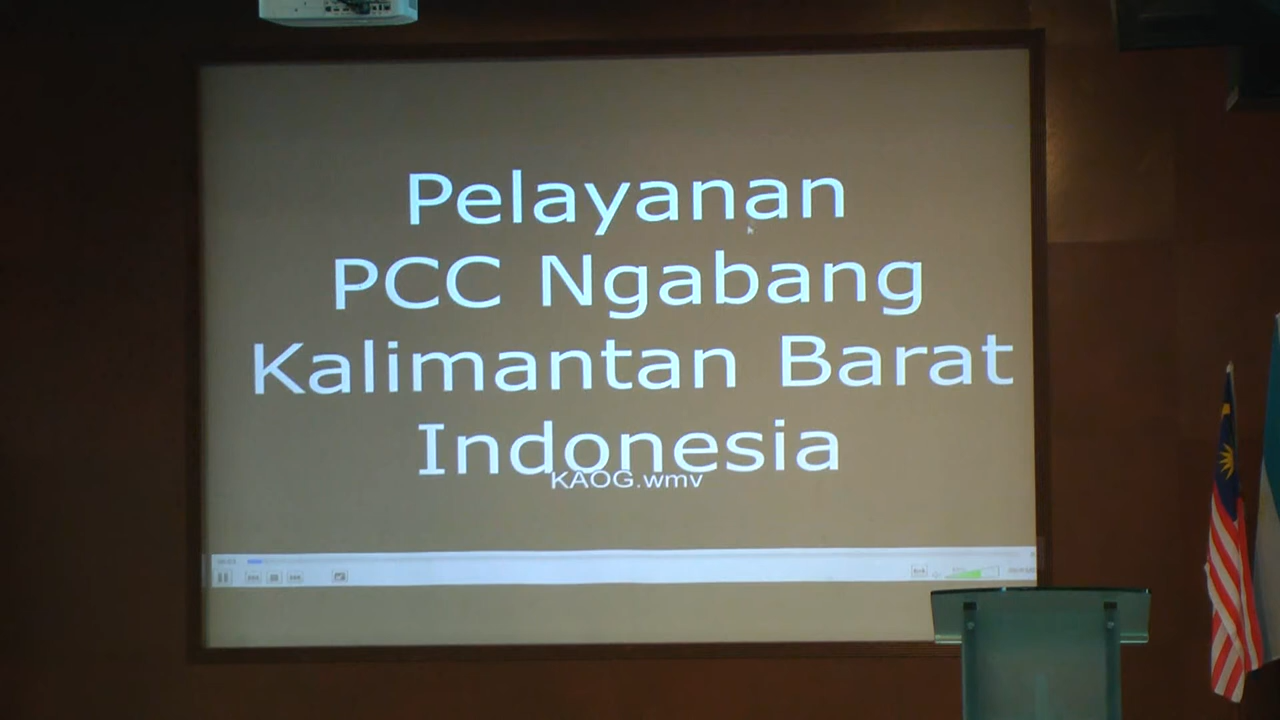 Pelayanan
PCC Ngabang
Kalimantan Barat
Indonesia
KAOG.wmv